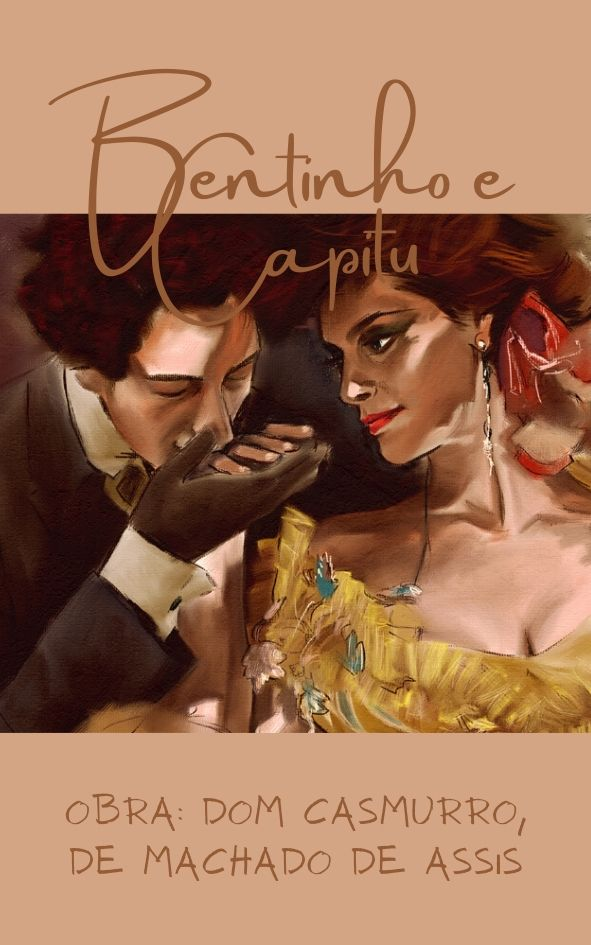 Bentinho e
Capitu
OBRA: DOM CASMURRO,
DE MACHADO DE ASSIS